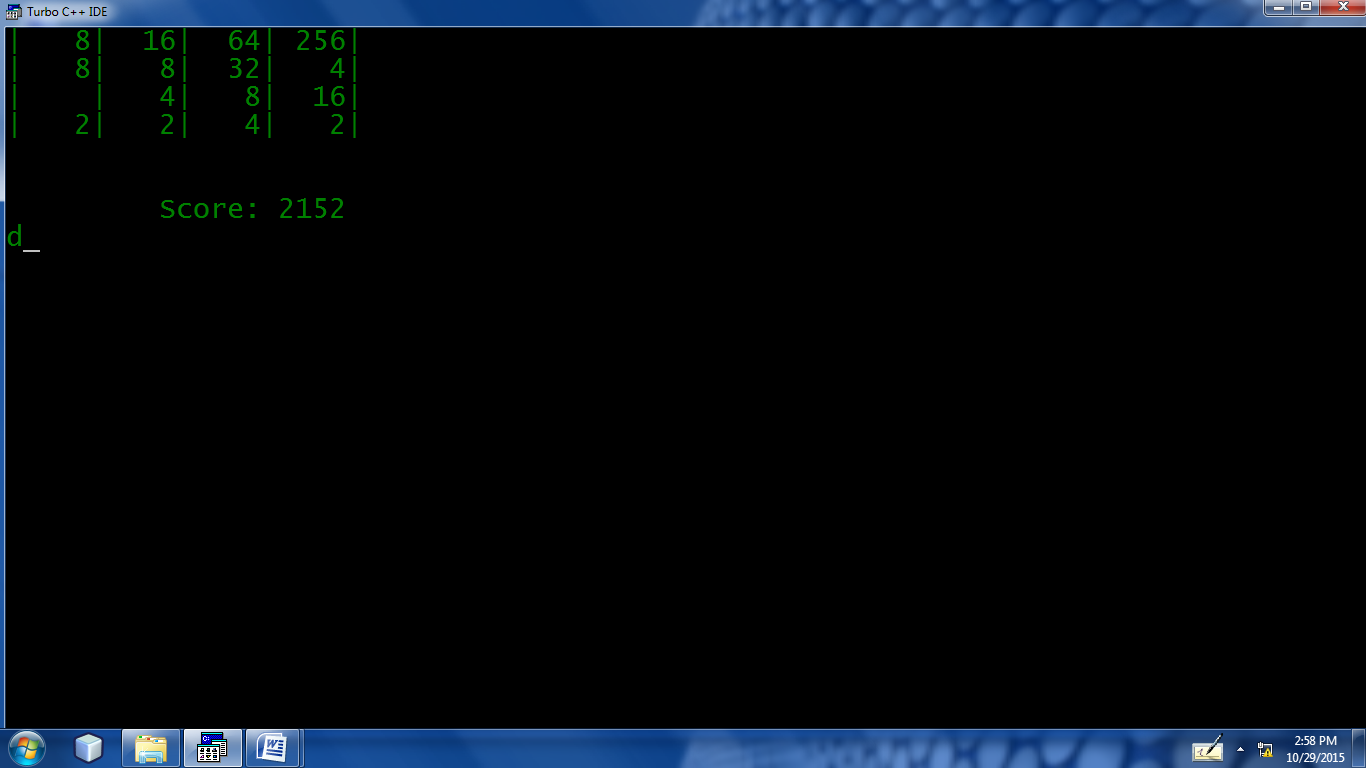 Turbo C++ IDE
| 8| 16| 64| 256|
| 8| 8| 32| 4|
| | 4| 8| 16|
| 2| 2| 4| 2|
Score: 2152
d_
2:58 PM
10/29/2015